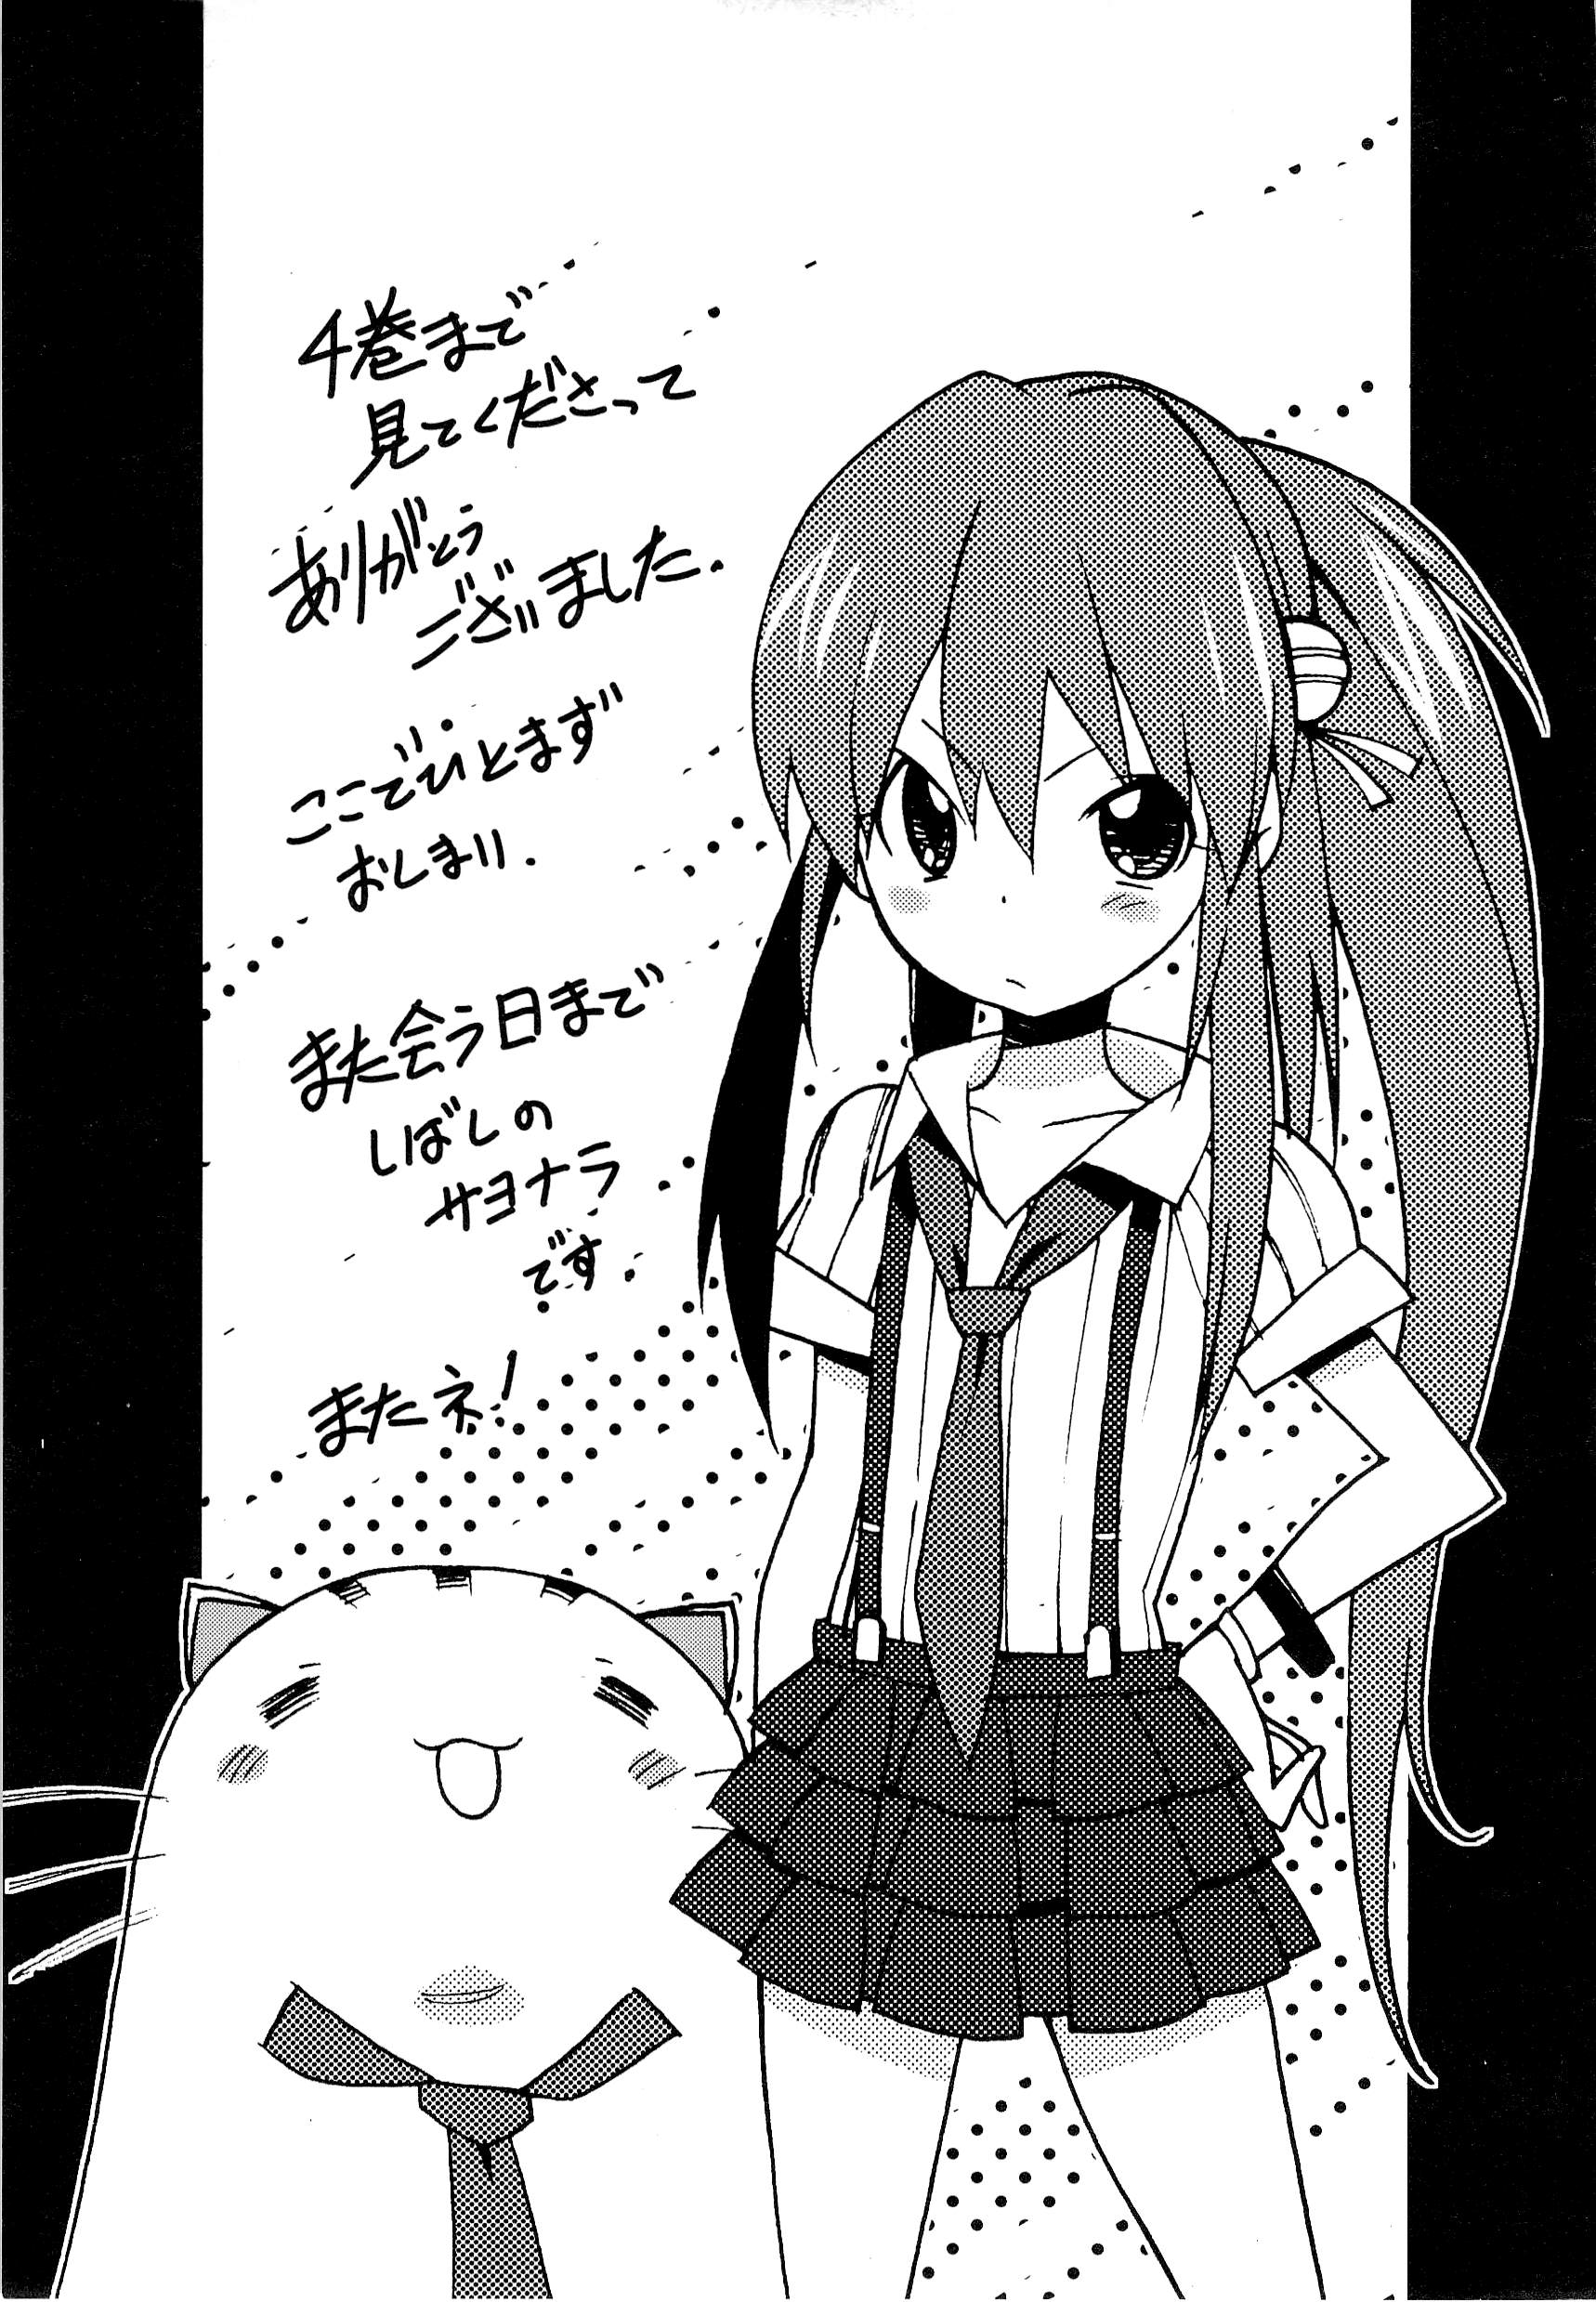 4巻まで
見てくださって
ありがとう
ございました.
ここでひとまず
おしまい.
また会う日まで
しばしの
サヨナラ
です.
またネ!